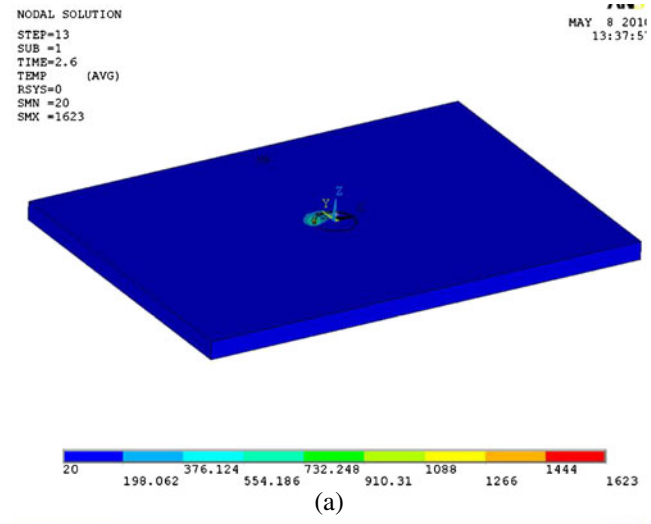 NODAL SOLUTION
STEP=13
SUB =1
TIME=2.6
TEMP (AVG)
RSYS=0
SMN =20
SMX =1623
MAY 8 201
13:37:5
Z
Y
20 376.124 732.248 1088 1444
198.062 554.186 910.31 1266 1623
(a)